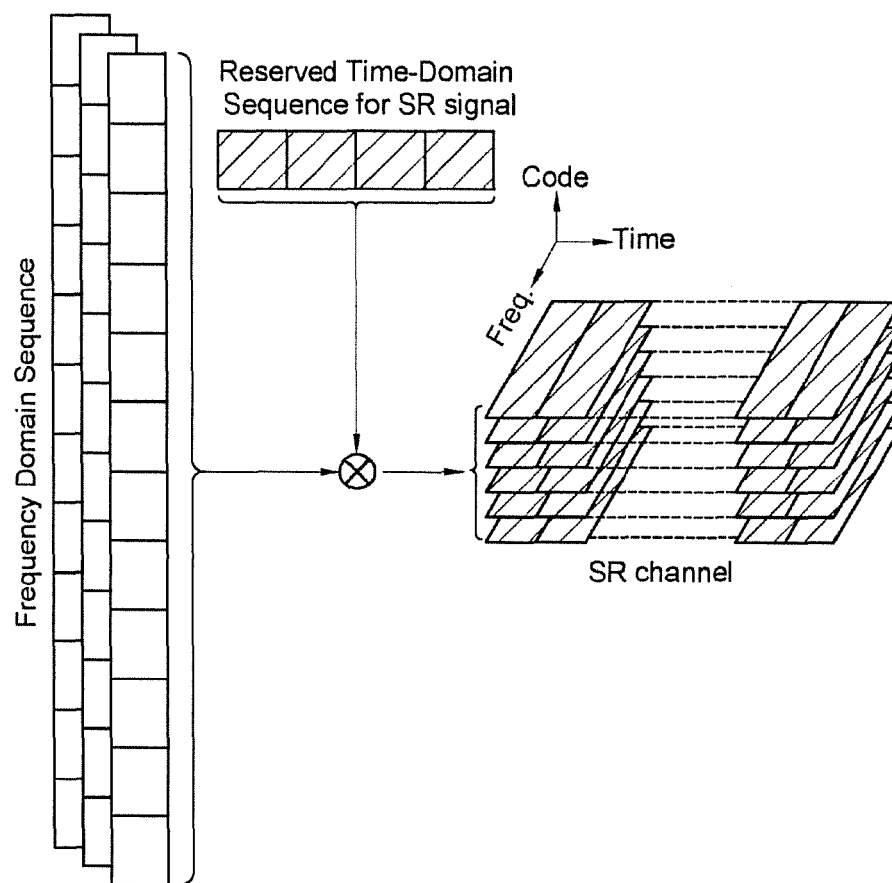 Reserved Time-Domain
Sequence for SR signal
Code
Time
Freq.
Frequency Domain Sequence
SR channel